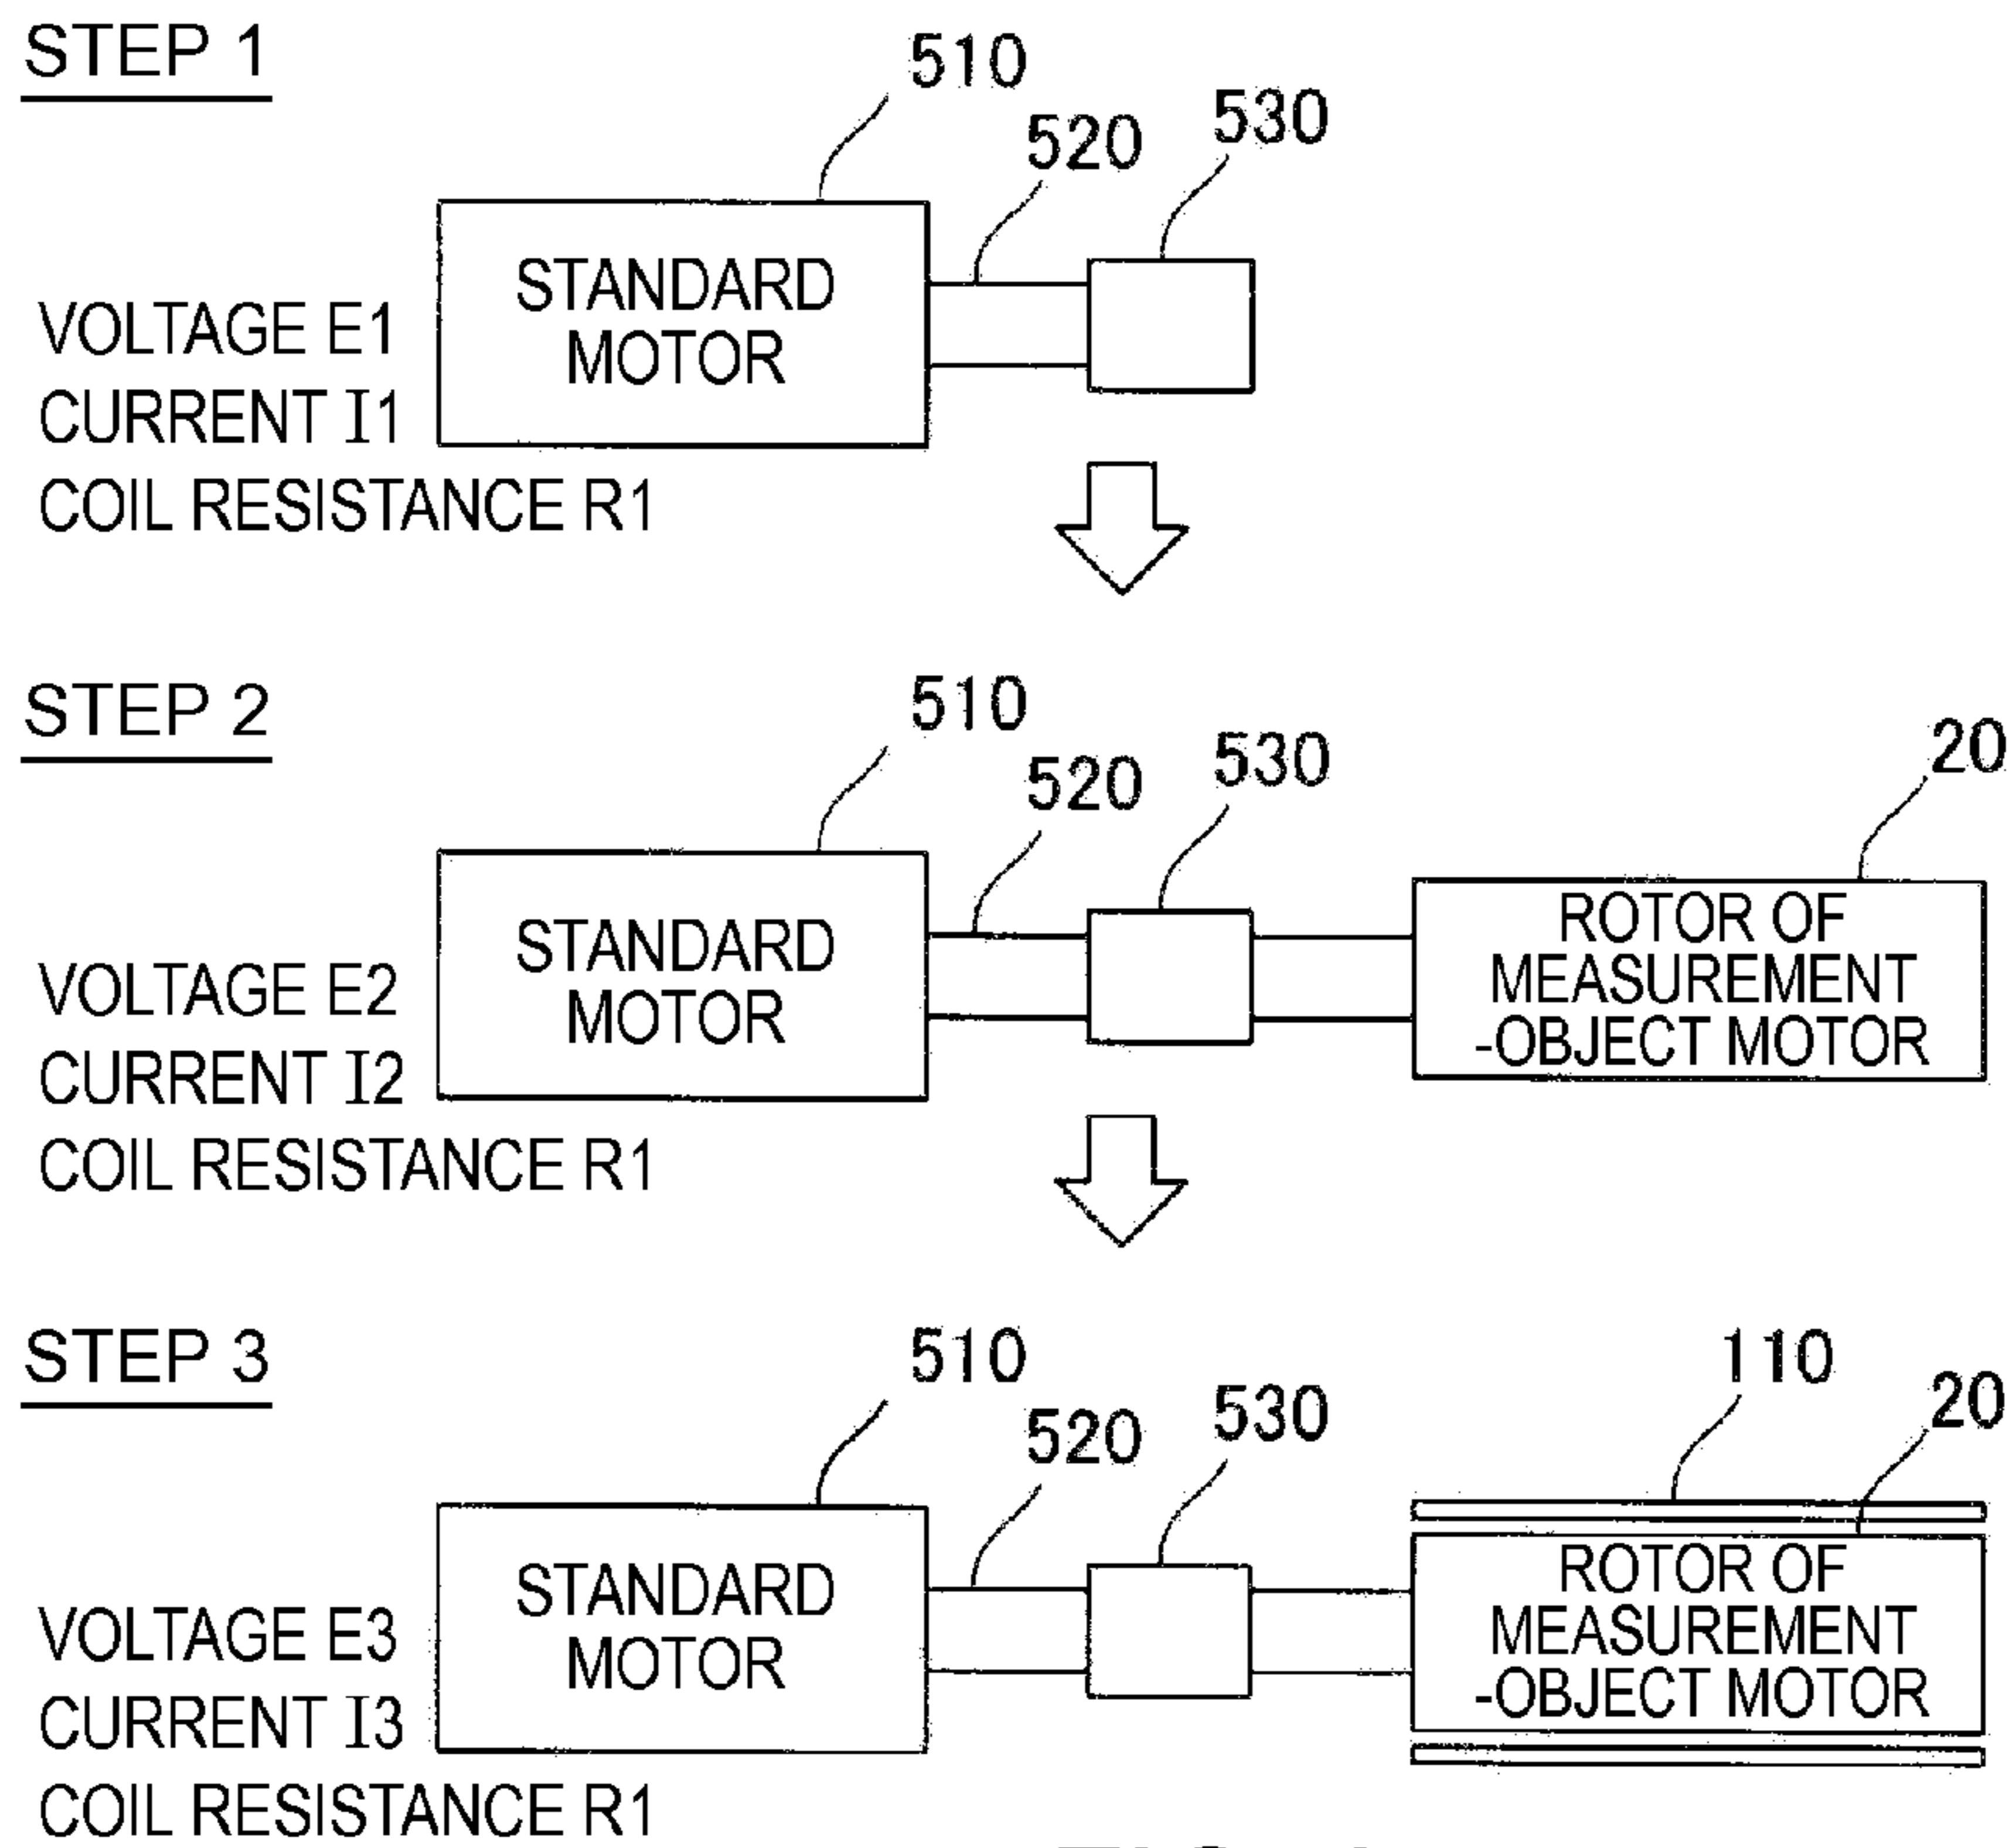 STEP 1
510
520
530
STANDARD
MOTOR
VOLTAGE E1
CURRENT I1
COIL RESISTANCE R1
STEP 2
510
520
530
20
STANDARD
MOTOR
ROTOR OF
MEASUREMENT
-OBJECT MOTOR
VOLTAGE E2
CURRENT I2
COIL RESISTANCE R1
STEP 3
510
520
530
110
20
STANDARD
MOTOR
ROTOR OF
MEASUREMENT
-OBJECT MOTOR
VOLTAGE E3
CURRENT I3
COIL RESISTANCE R1